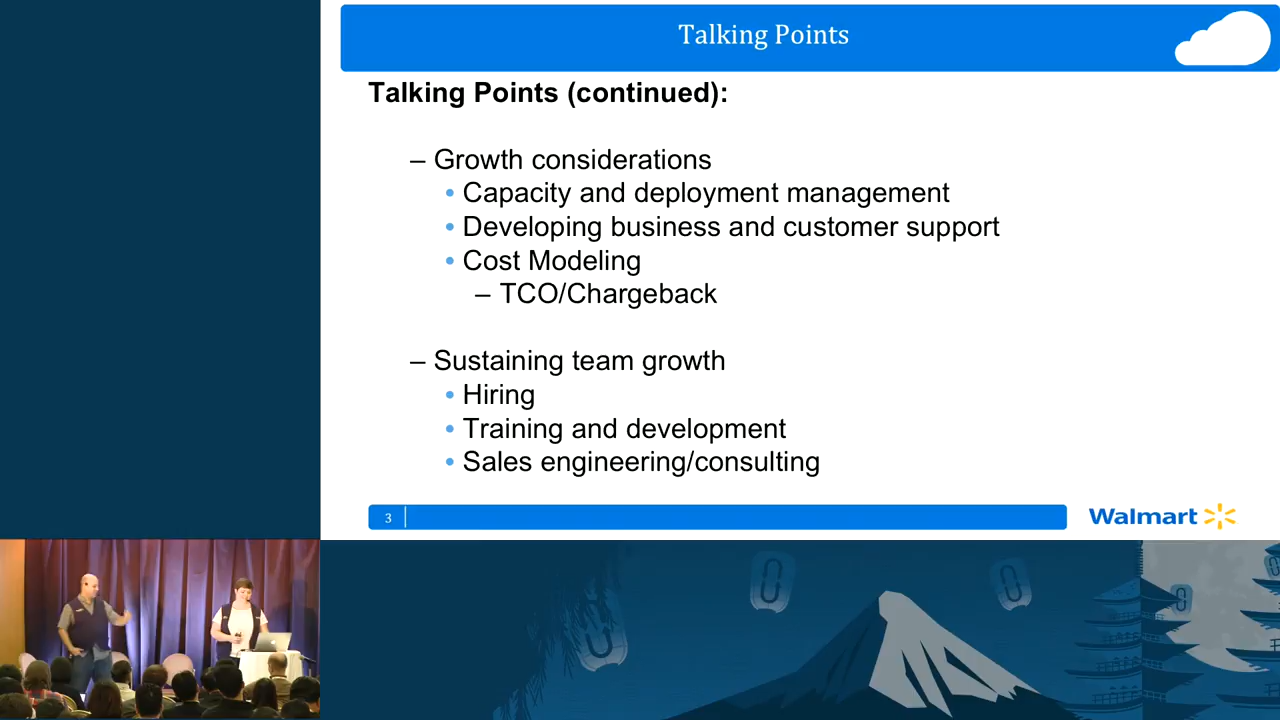 Talking Points
Talking Points (continued):
– Growth considerations
• Capacity and deployment management
• Developing business and customer support
• Cost Modeling
– TCO/Chargeback
– Sustaining team growth
• Hiring
• Training and development
• Sales engineering/consulting
3
Walmart